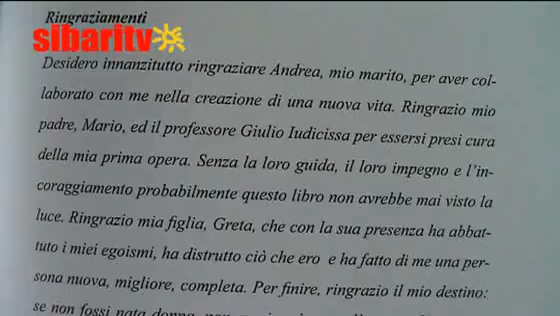 Ringraziamenti
sibaritv
Desidero innanzitutto ringraziare Andrea, mio marito, per aver col-
laborato con me nella creazione di una nuova vita. Ringrazio mio
padre, Mario, ed il professore Giulio Iudicissa per essersi presi cura
della mia prima opera. Senza la loro guida, il loro impegno e l'in-
coraggiamento probabilmente questo libro non avrebbe mai visto la
luce. Ringrazio mia figlia, Greta, che con la sua presenza ha abbat-
tuto i miei egoismi, ha distrutto ciò che ero e ha fatto di me una per-
sona nuova, migliore, completa. Per finire, ringrazio il mio destino:
se non fossi nata donna, non